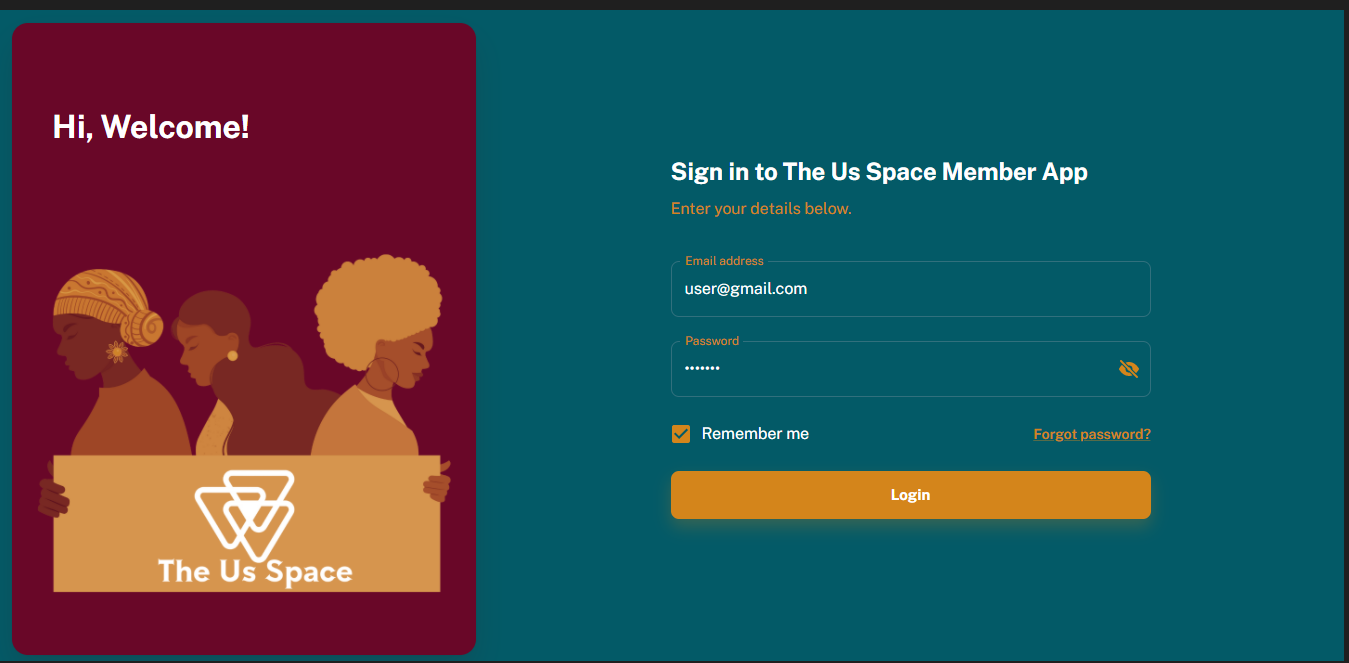 Hi, Welcome!
The Us Space
Sign in to The Us Space Member App
Enter your details below.
Email address
user@gmail.com
Password
•••••••
Remember me
Forgot password?
Login